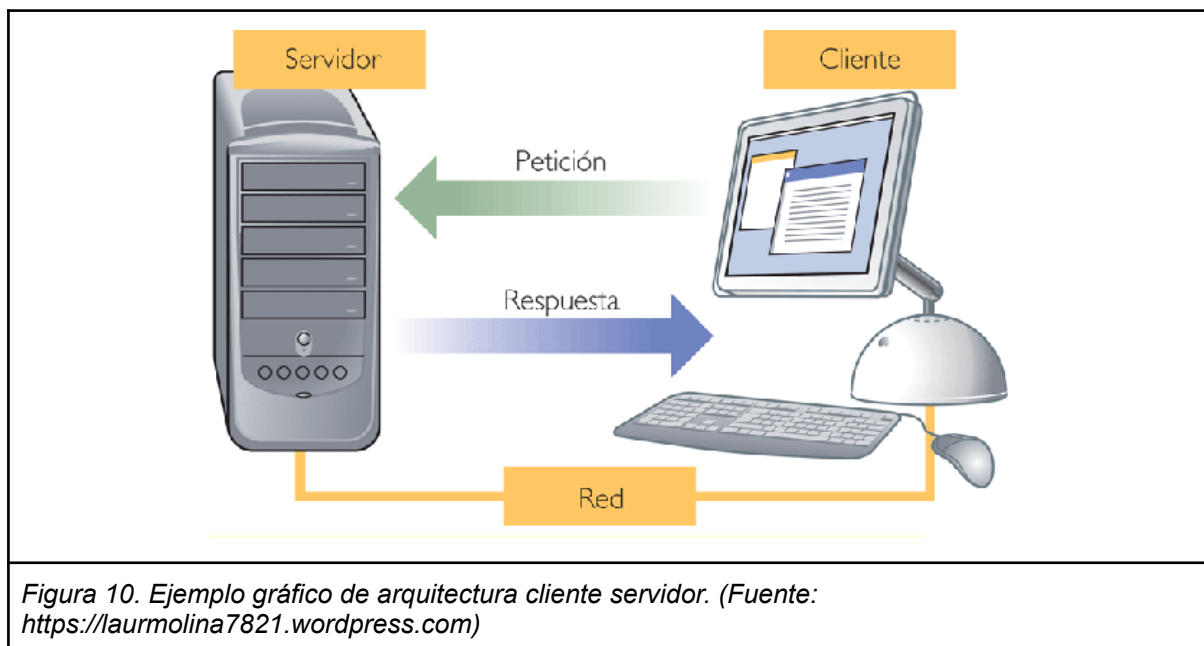 Servidor
Cliente
Petición
Respuesta
Red
Figura 10. Ejemplo gráfico de arquitectura cliente servidor. (Fuente:
https://laurmolina7821.wordpress.com)